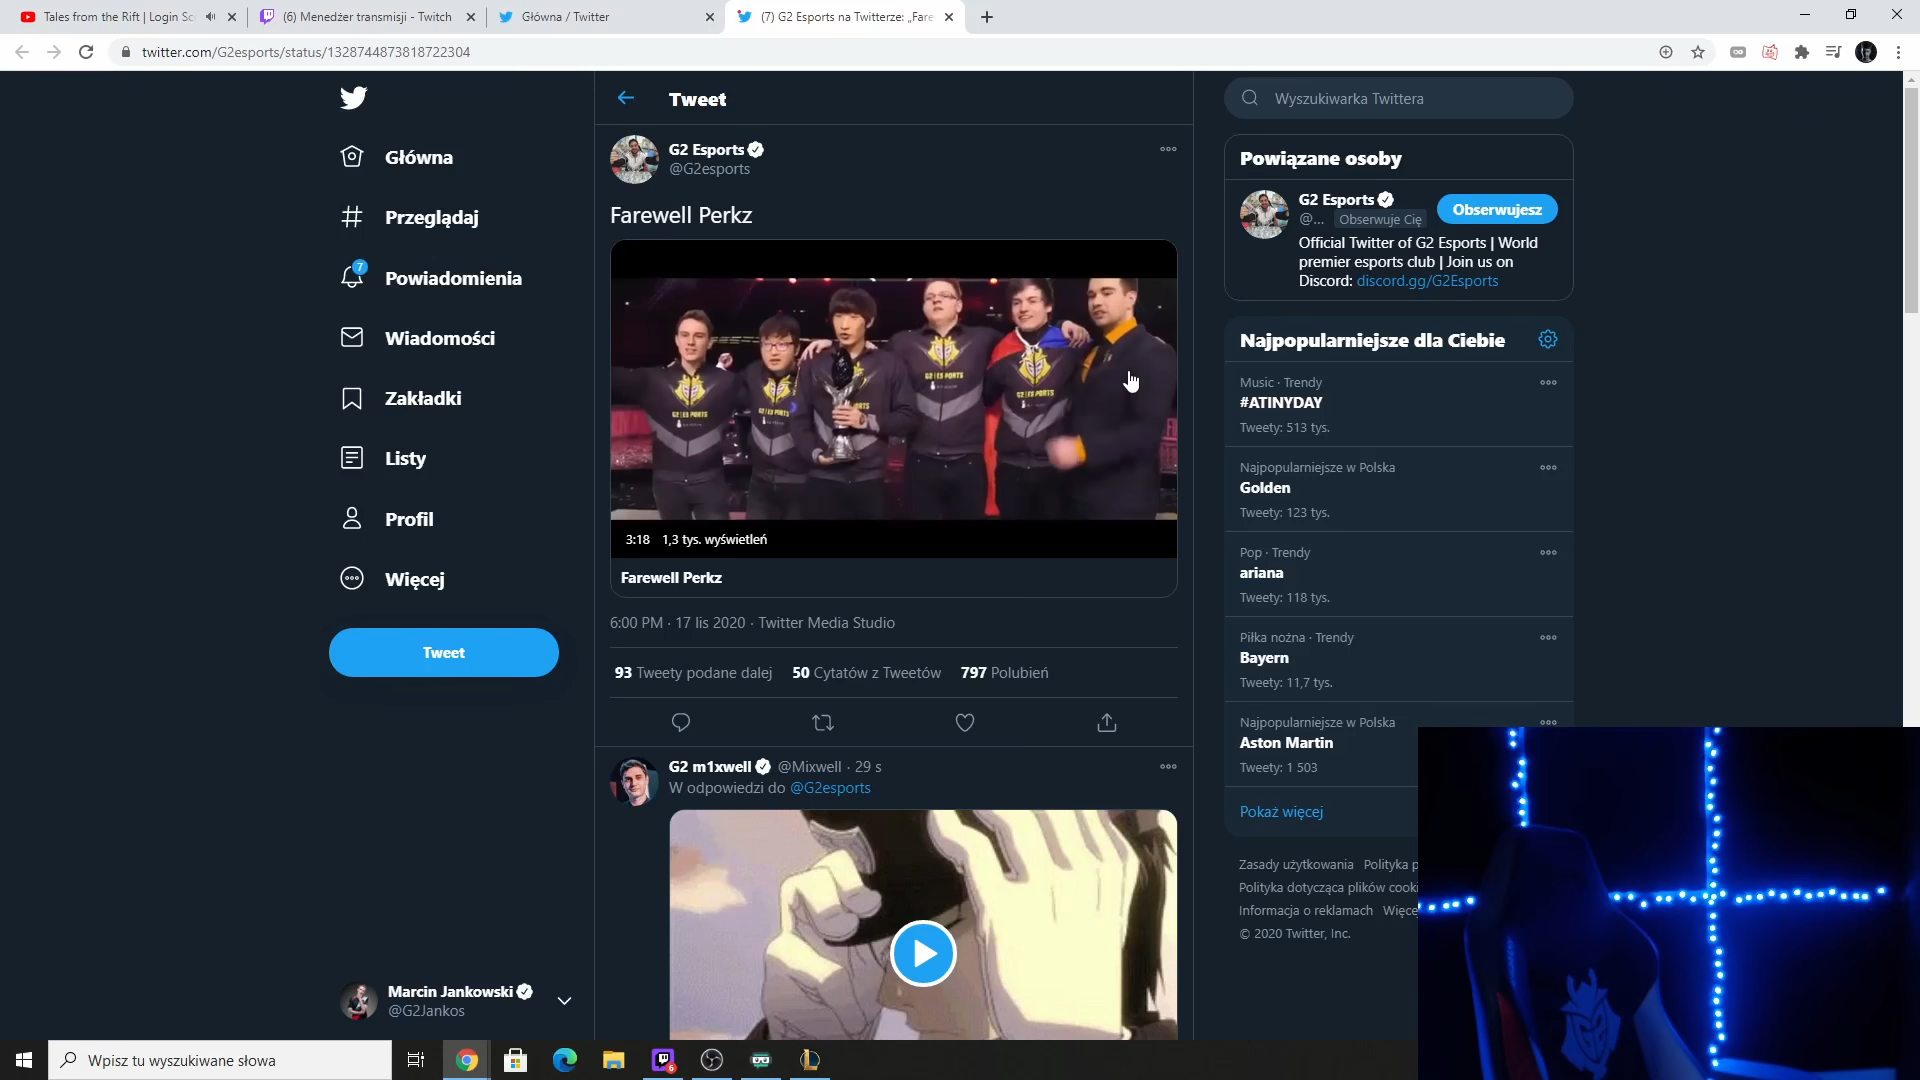 Tales from the Rift | Login Sc
(6) Menedżer transmisji - Twitch
Główna / Twitter
(7) G2 Esports na Twitterze: „Fare
twitter.com/G2esports/status/1328744873818722304
Główna
Przeglądaj
7
Powiadomienia
Wiadomości
Zakładki
Listy
Profil
Więcej
Tweet
Marcin Jankowski
@G2Jankos
Tweet
G2 Esports
@G2esports
Farewell Perkz
3:18 1,3 tys. wyświetleń
Farewell Perkz
6:00 PM · 17 lis 2020 · Twitter Media Studio
93 Tweety podane dalej 50 Cytatów z Tweetów 797 Polubień
G2 m1xwell @Mixwell · 29 s
W odpowiedzi do @G2esports
Wyszukiwarka Twittera
Powiązane osoby
G2 Esports
@... Obserwuje Cię
Obserwujesz
Official Twitter of G2 Esports | World
premier esports club | Join us on
Discord: discord.gg/G2Esports
Najpopularniejsze dla Ciebie
Music · Trendy
#ATINYDAY
Tweety: 513 tys.
Najpopularniejsze w Polska
Golden
Tweety: 123 tys.
Pop · Trendy
ariana
Tweety: 118 tys.
Piłka nożna · Trendy
Bayern
Tweety: 11,7 tys.
Najpopularniejsze w Polska
Aston Martin
Tweety: 1 503
Pokaż więcej
Zasady użytkowania Polityka p
Polityka dotycząca plików cooki
Informacja o reklamach Więce
© 2020 Twitter, Inc.
Wpisz tu wyszukiwane słowa
6